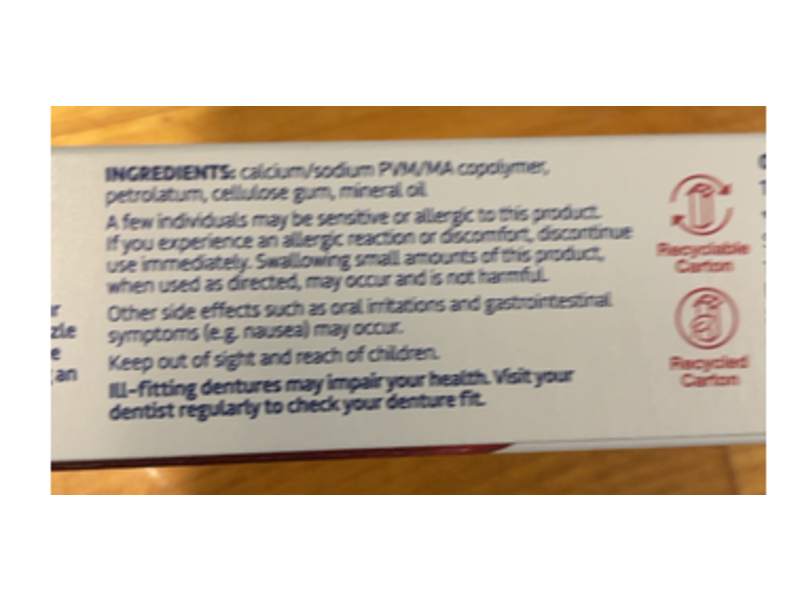 INGREDIENTS: calcium/sodium PVM/MA copolymer,
petrolatum, cellulose gum, mineral oil
A few individuals may be sensitive or allergic to this product.
If you experience an allergic reaction or discomfort, discontinue
use immediately. Swallowing small amounts of this product,
when used as directed, may occur and is not harmful.
Other side effects such as oral irritations and gastrointestinal
symptoms (e.g. nausea) may occur.
Keep out of sight and reach of children.
Ill-fitting dentures may impair your health. Visit your
dentist regularly to check your denture fit.
Recyclable
Carton
Recycled
Carton